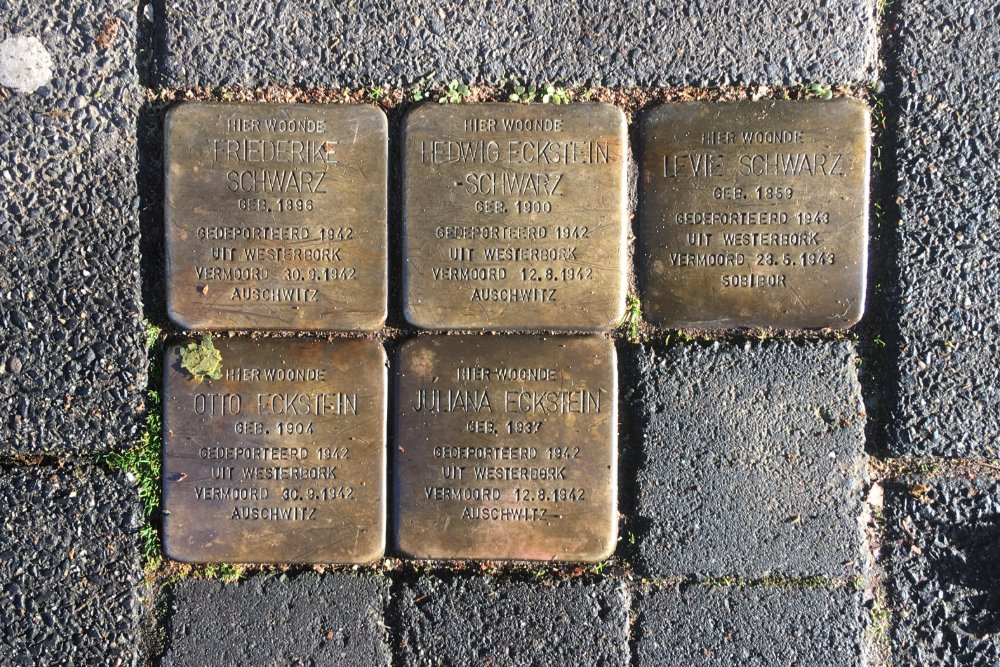 HIER WOONDE
FRIEDERIKE
SCHWARZ
GEB. 1896
GEDEPORTEERD 1942
UIT WESTERBORK
VERMOORD 30.9.1942
AUSCHWITZ
HIER WOONDE
HEDWIG ECKSTEIN
-SCHWARZ
GEB. 1900
GEDEPORTEERD 1942
UIT WESTERBORK
VERMOORD 12.8.1942
AUSCHWITZ
HIER WOONDE
LEVIE SCHWARZ
GEB. 1859
GEDEPORTEERD 1943
UIT WESTERBORK
VERMOORD 28.5.1943
SOBIBOR
HIER WOONDE
OTTO ECKSTEIN
GEB. 1904
GEDEPORTEERD 1942
UIT WESTERBORK
VERMOORD 30.9.1942
AUSCHWITZ
HIER WOONDE
JULIANA ECKSTEIN
GEB. 1937
GEDEPORTEERD 1942
UIT WESTERBORK
VERMOORD 12.8.1942
AUSCHWITZ